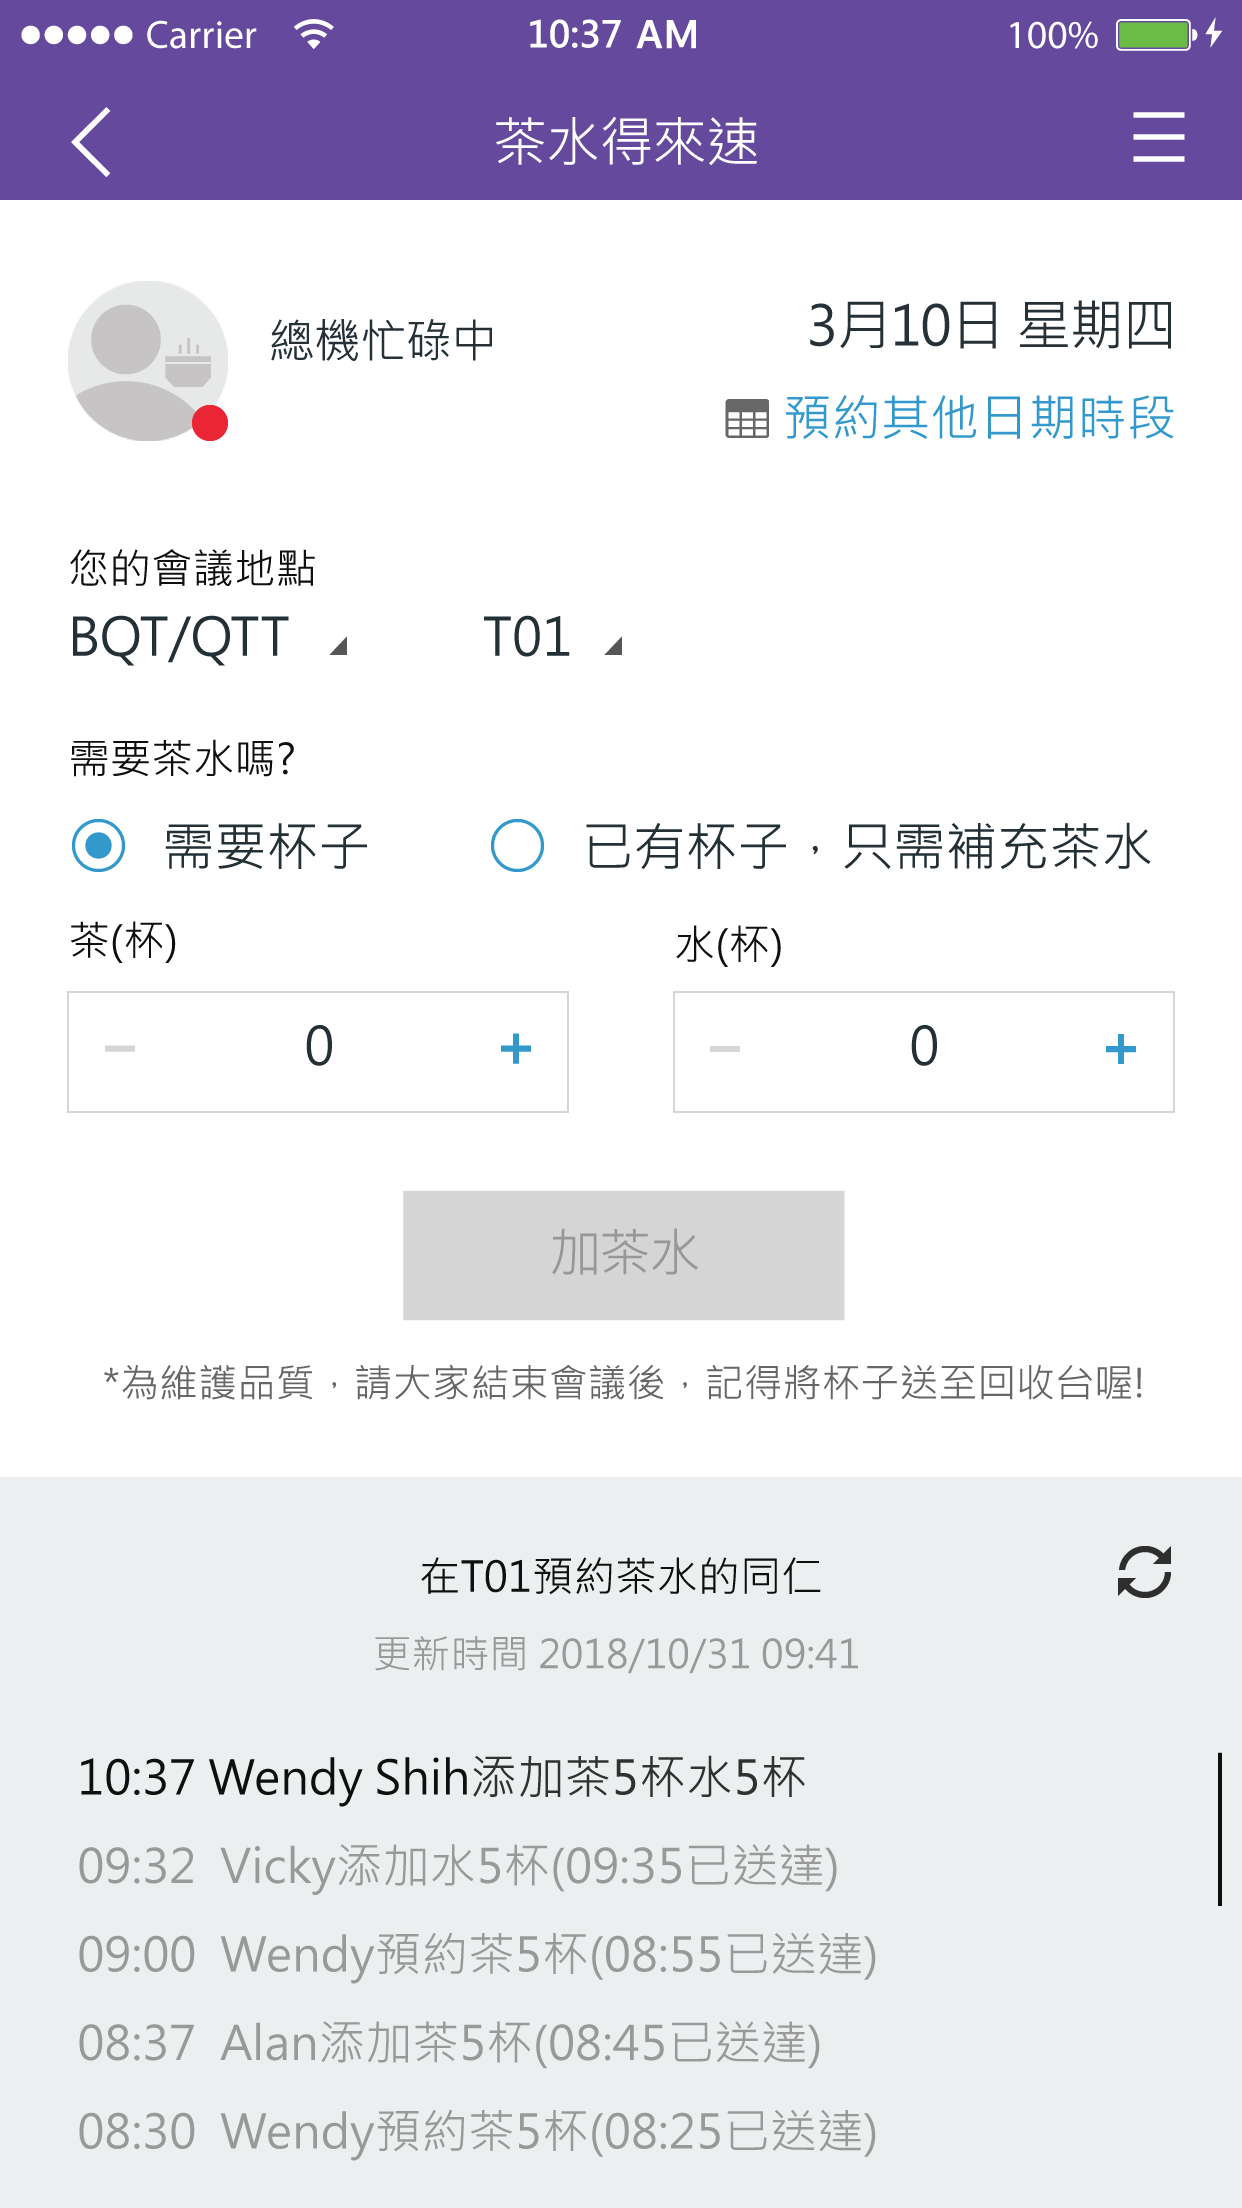 Carrier 10:37 AM 100%
茶水得來速
總機忙碌中
3月10日 星期四
預約其他日期時段
您的會議地點
BQT/QTT T01
需要茶水嗎?
需要杯子 已有杯子，只需補充茶水
茶(杯) 水(杯)
− 0 + − 0 +
加茶水
*為維護品質，請大家結束會議後，記得將杯子送至回收台喔!
在T01預約茶水的同仁
更新時間 2018/10/31 09:41
10:37 Wendy Shih添加茶5杯水5杯
09:32 Vicky添加水5杯(09:35已送達)
09:00 Wendy預約茶5杯(08:55已送達)
08:37 Alan添加茶5杯(08:45已送達)
08:30 Wendy預約茶5杯(08:25已送達)